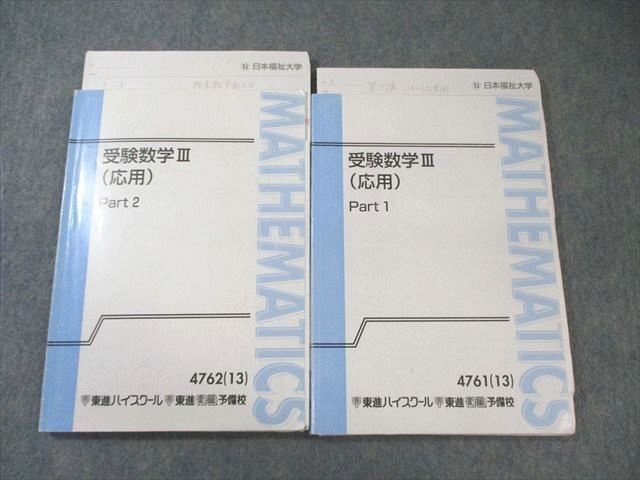 日本福祉大学
受験数学Ⅲ
(応用)
Part 2
MATHEMATICS
4762(13)
東進ハイスクール 東進衛星予備校
日本福祉大学
受験数学Ⅲ
(応用)
Part 1
MATHEMATICS
4761(13)
東進ハイスクール 東進衛星予備校